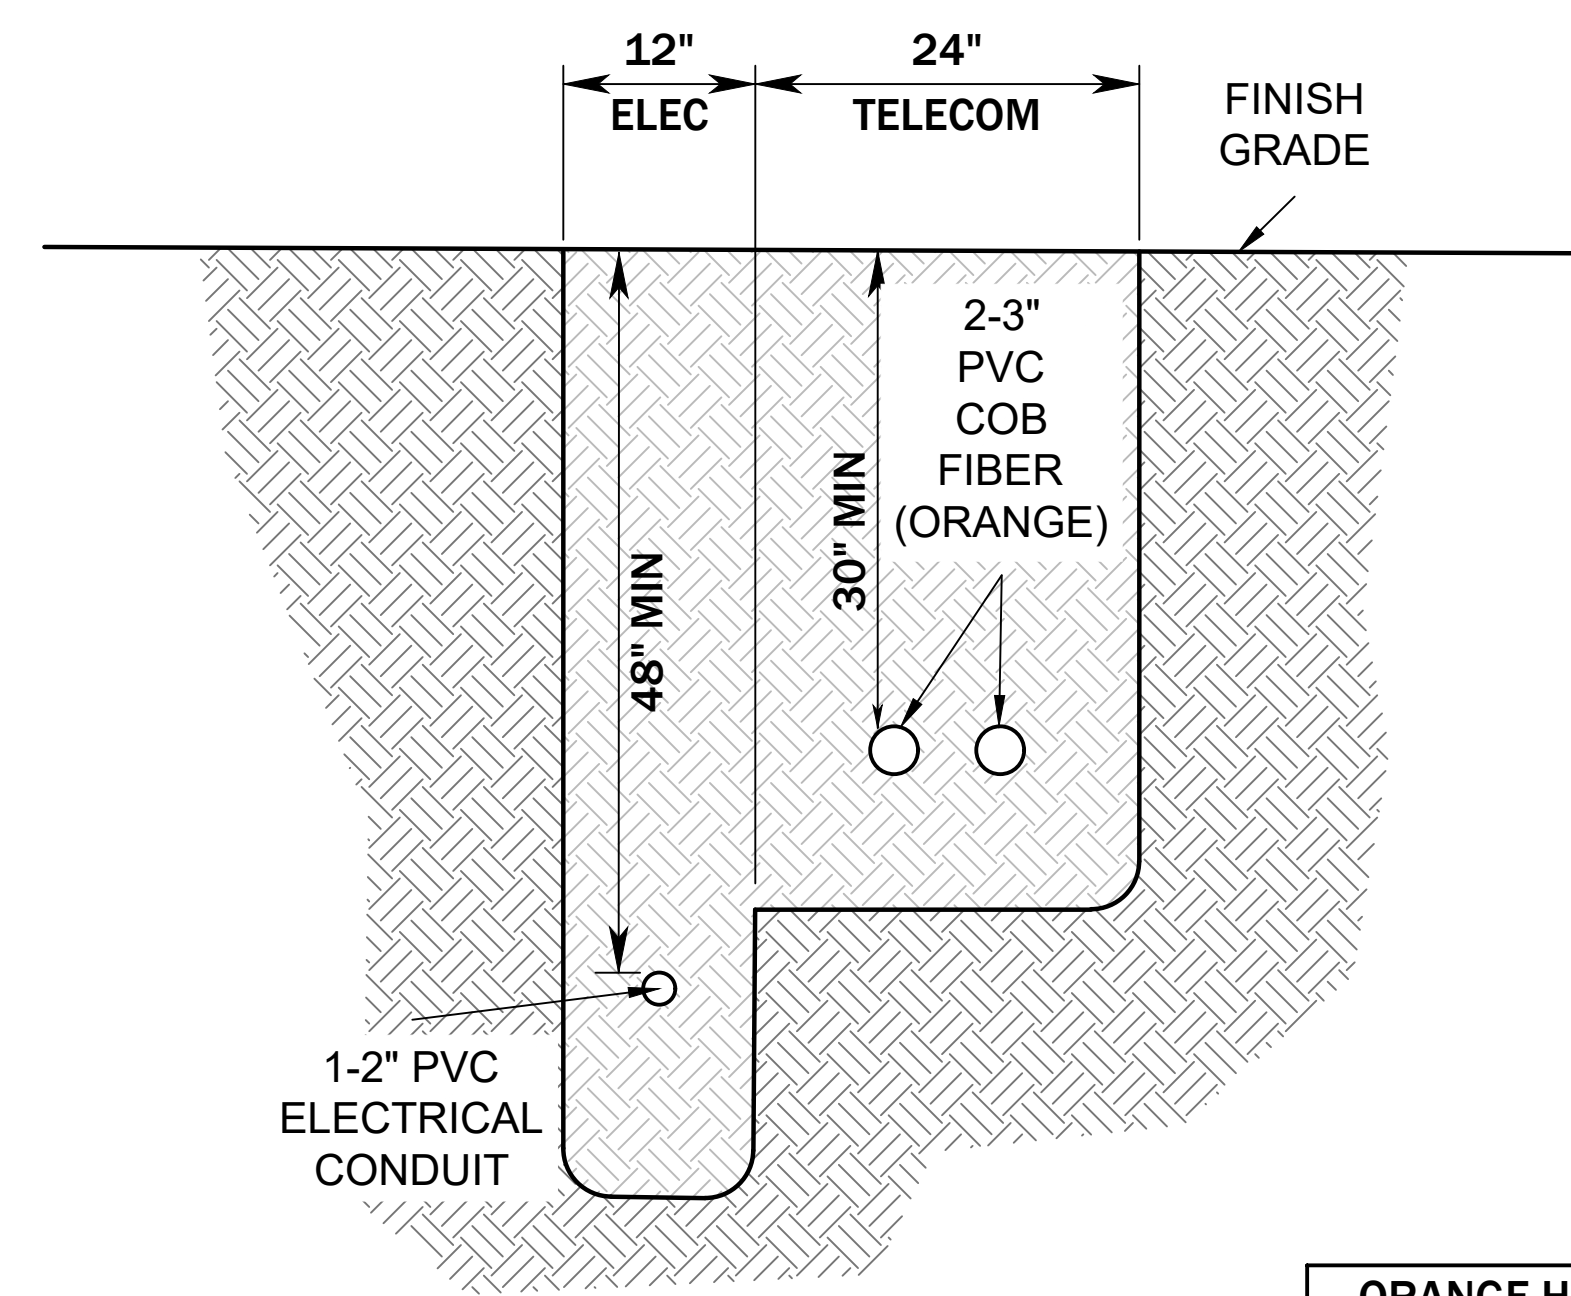 12"
ELEC
24"
TELECOM
FINISH
GRADE
2-3"
PVC
COB
FIBER
(ORANGE)
30" MIN
48" MIN
1-2" PVC
ELECTRICAL
CONDUIT
ORANGE H